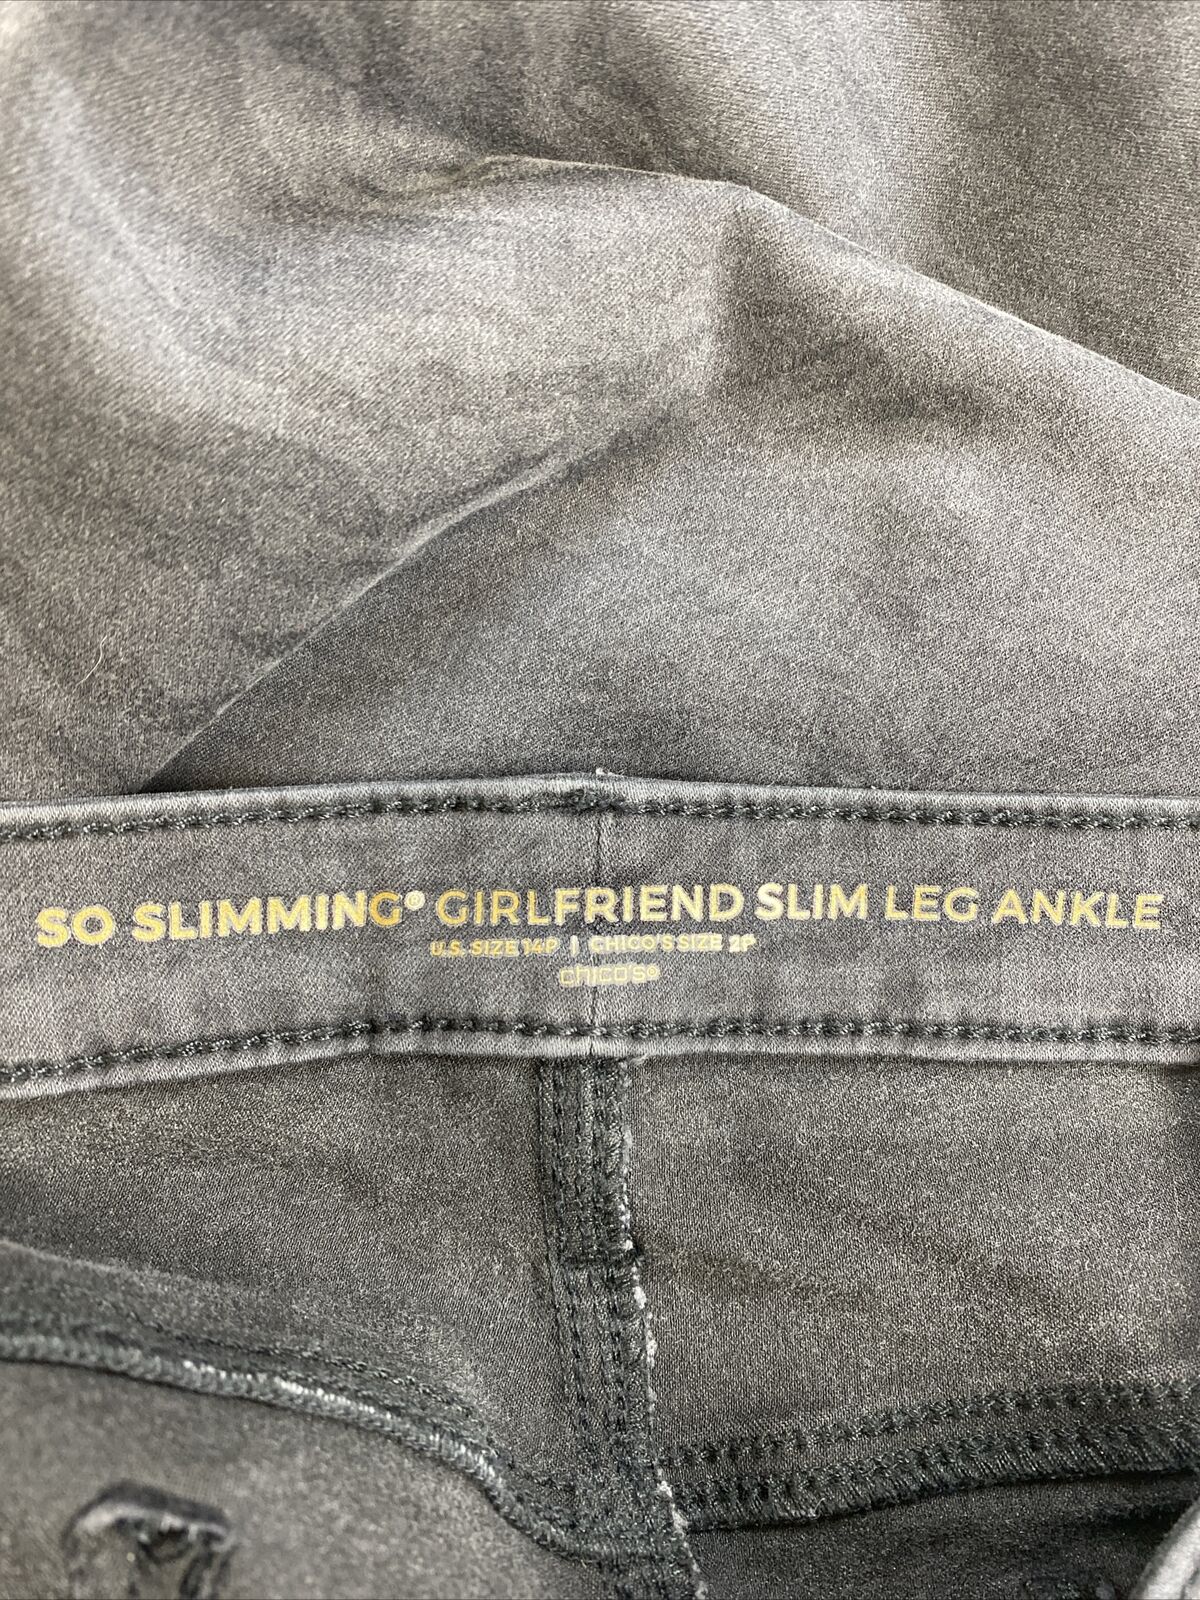 SO SLIMMING® GIRLFRIEND SLIM LEG ANKLE
U.S. SIZE 14P | CHICO'S SIZE 2P
chico's®